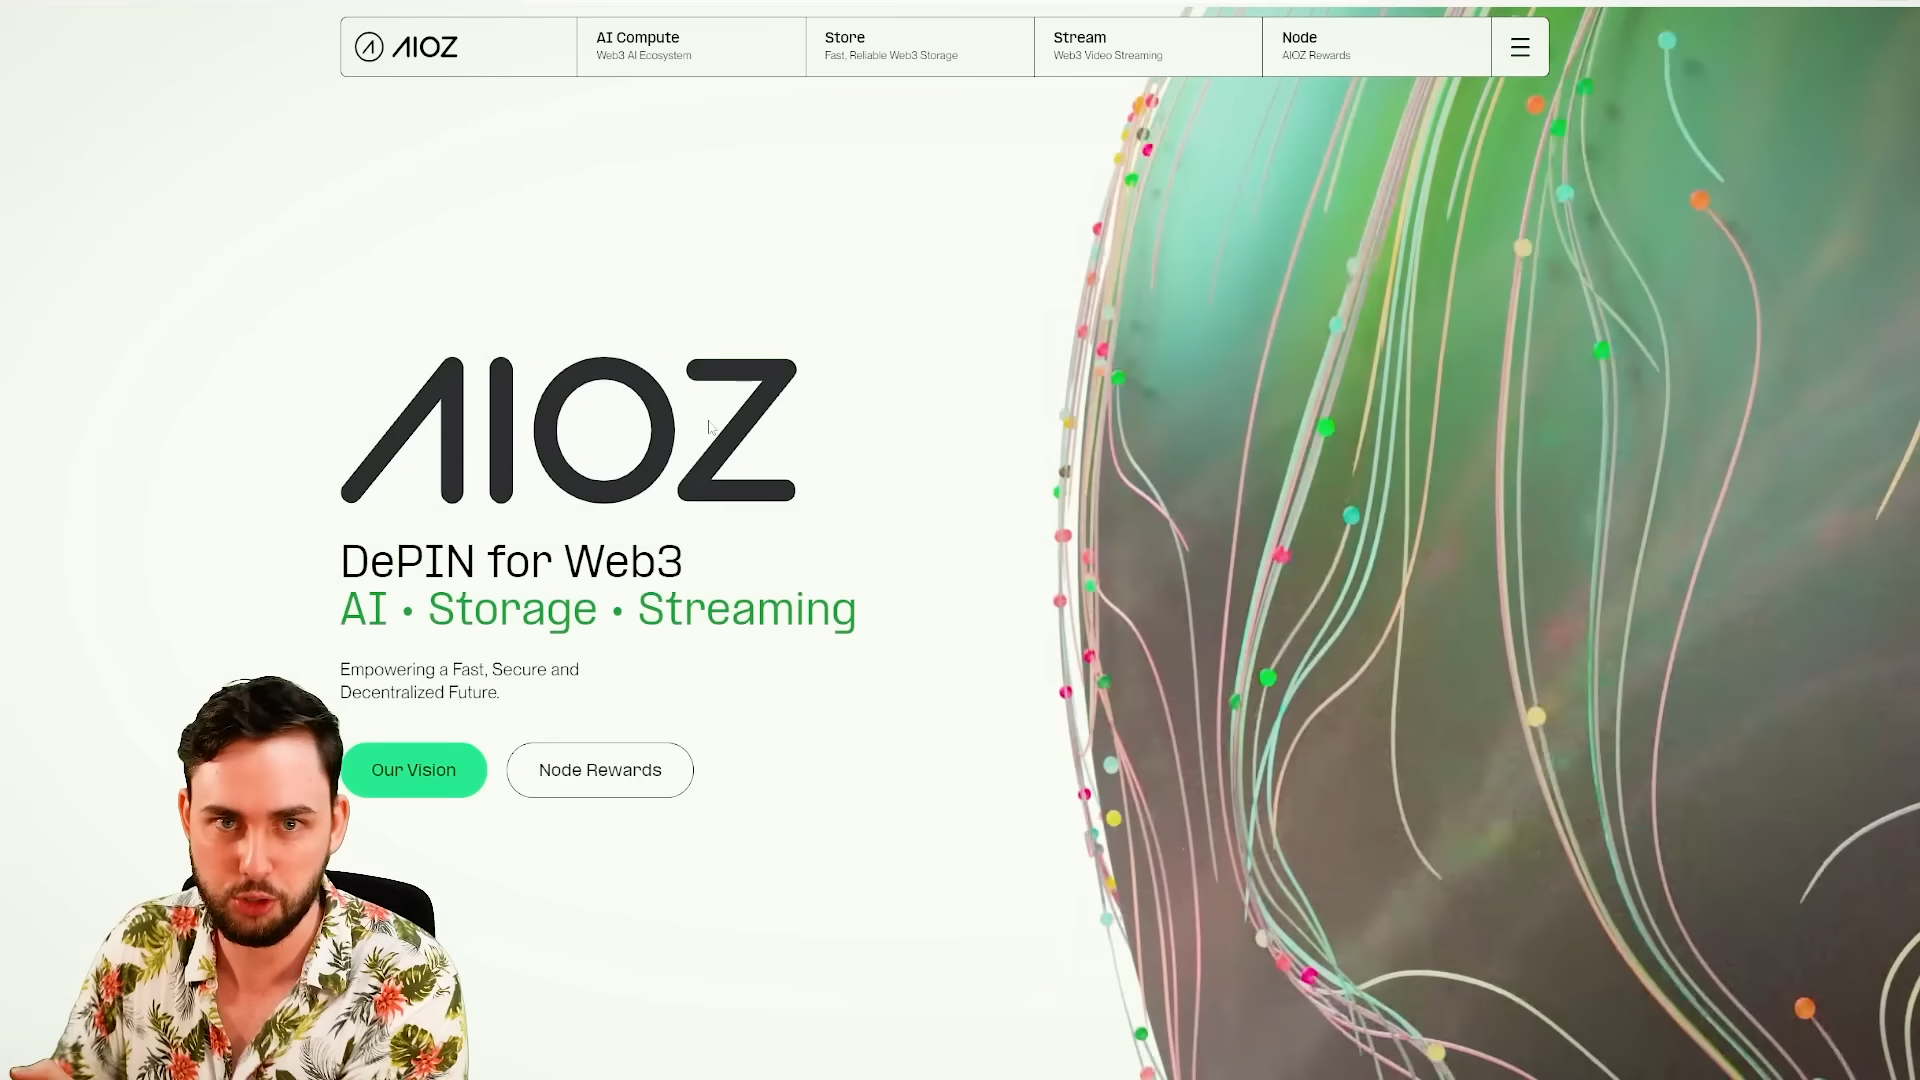 AIOZ
AI Compute
Web3 AI Ecosystem
Store
Fast, Reliable Web3 Storage
Stream
Web3 Video Streaming
Node
AIOZ Rewards
AIOZ
DePIN for Web3
AI • Storage • Streaming
Empowering a Fast, Secure and
Decentralized Future.
Our Vision
Node Rewards